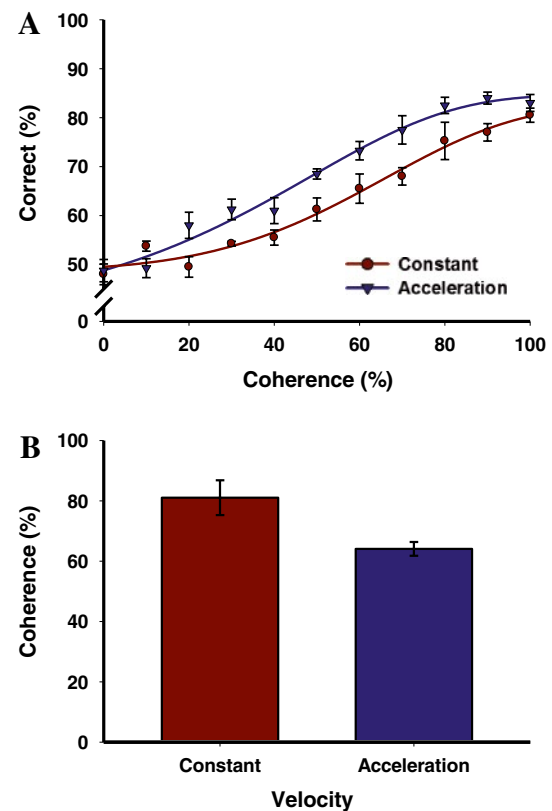 A
100
90
80
70
60
50
0
Correct (%)
Constant
Acceleration
0 20 40 60 80 100
Coherence (%)
B
100
80
60
40
20
0
Coherence (%)
Constant Acceleration
Velocity